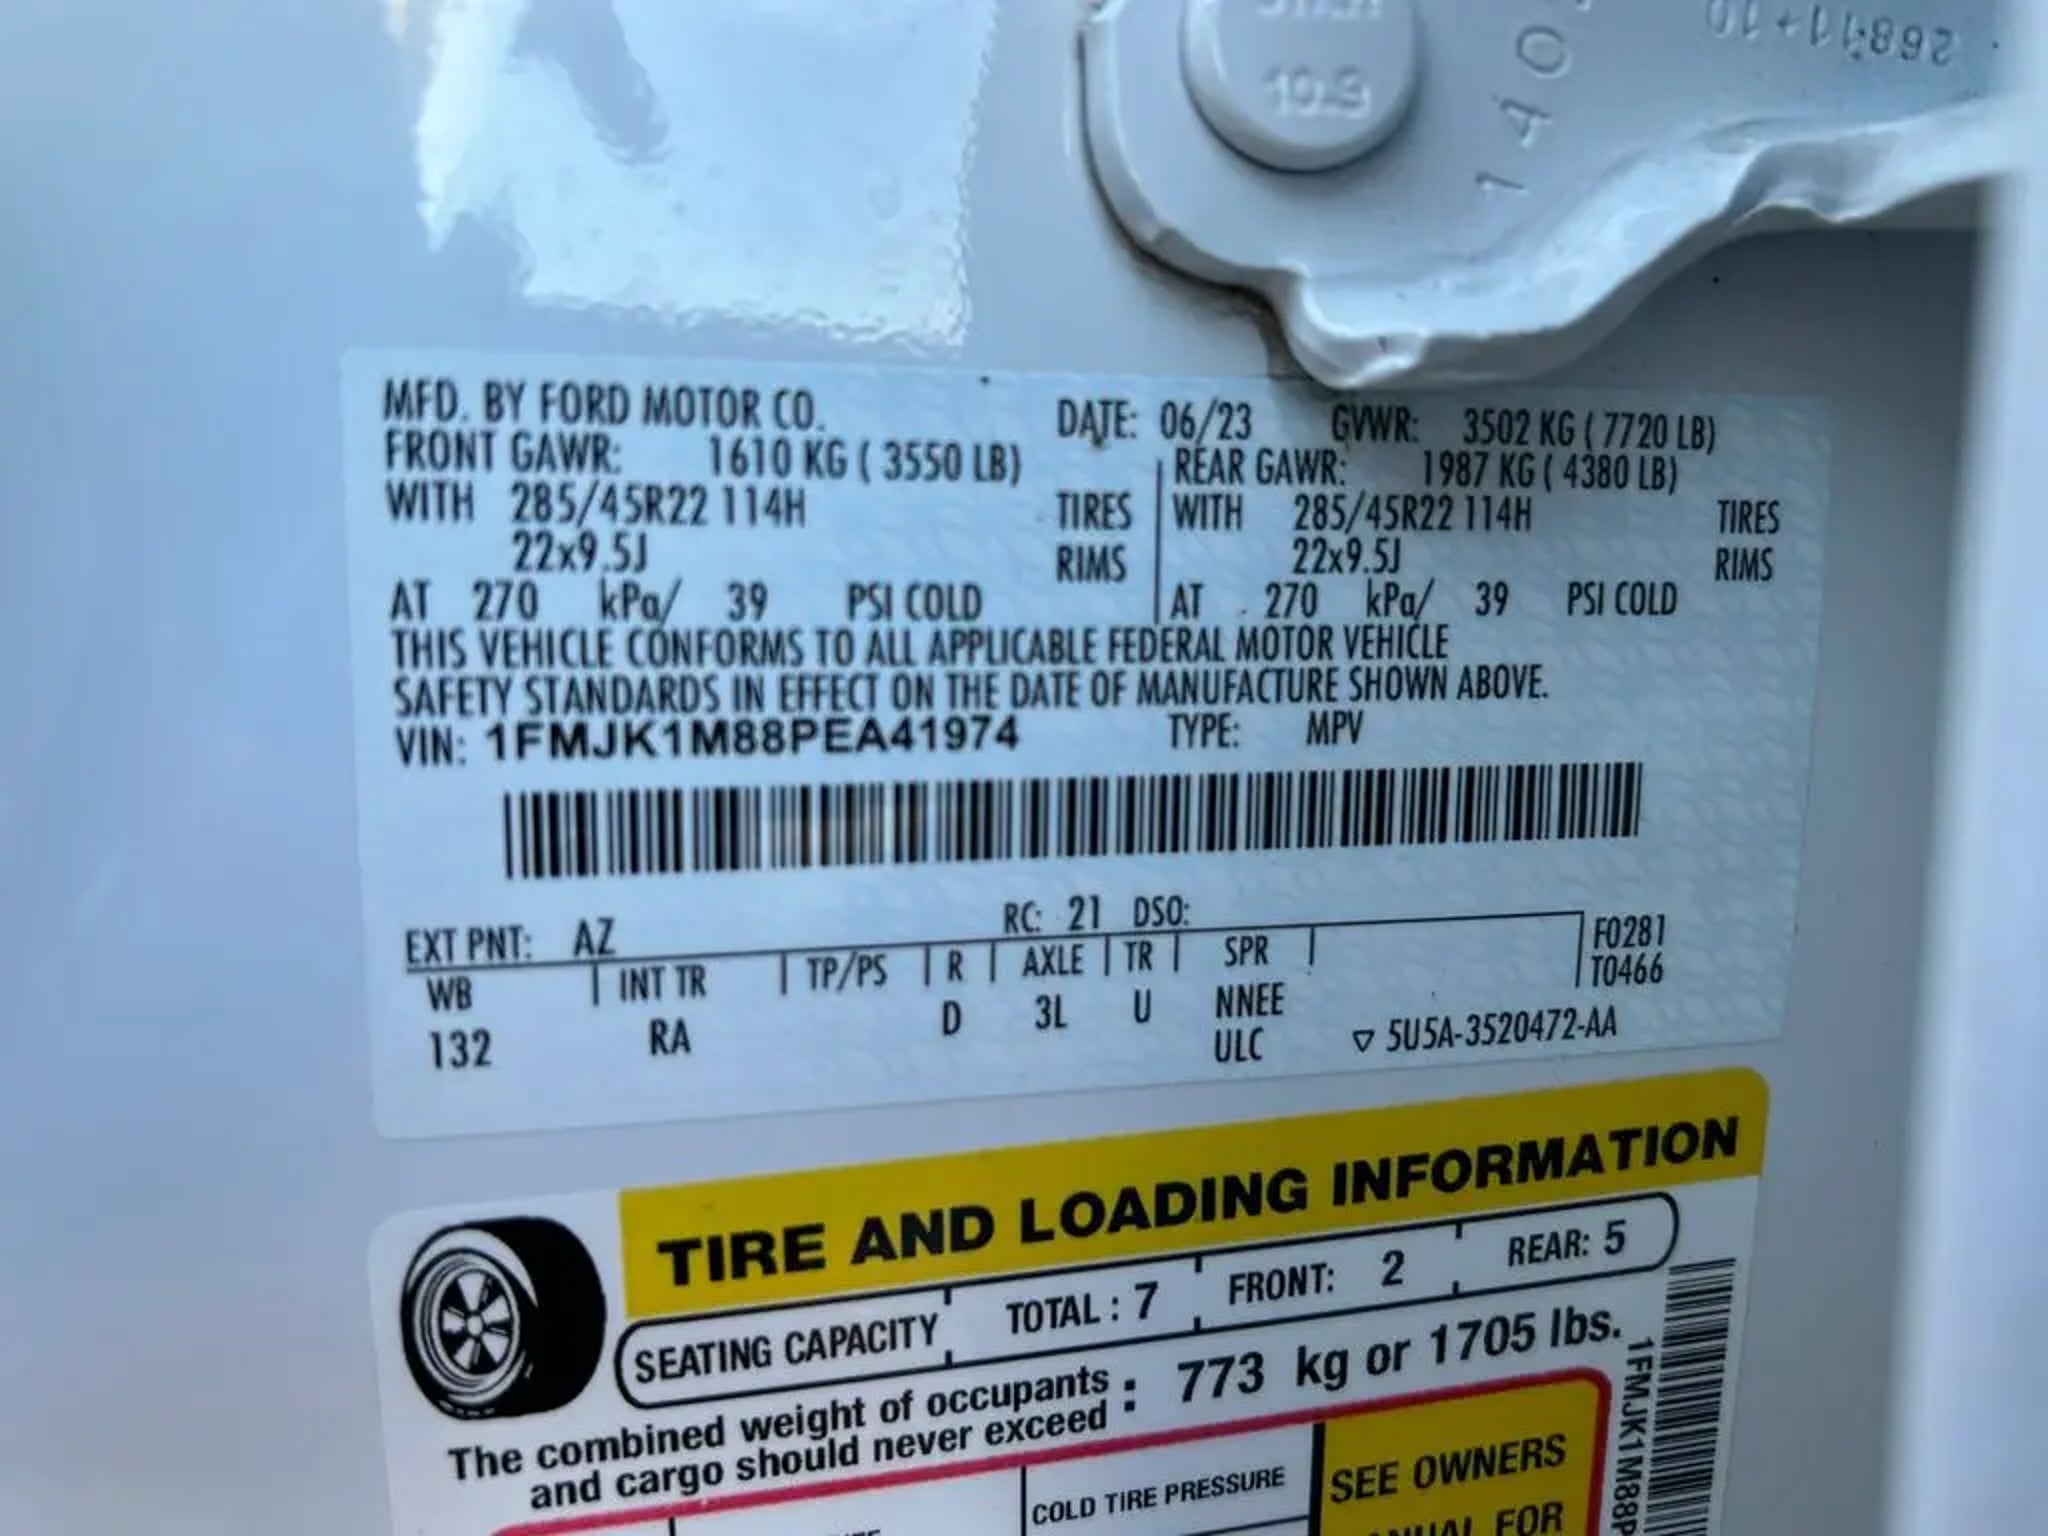 10.9
140
MFD. BY FORD MOTOR CO. DATE: 06/23 GVWR: 3502 KG ( 7720 LB)
FRONT GAWR: 1610 KG ( 3550 LB) REAR GAWR: 1987 KG ( 4380 LB)
WITH 285/45R22 114H TIRES WITH 285/45R22 114H TIRES
22x9.5J RIMS 22x9.5J RIMS
AT 270 kPa/ 39 PSI COLD AT 270 kPa/ 39 PSI COLD
THIS VEHICLE CONFORMS TO ALL APPLICABLE FEDERAL MOTOR VEHICLE
SAFETY STANDARDS IN EFFECT ON THE DATE OF MANUFACTURE SHOWN ABOVE.
VIN: 1FMJK1M88PEA41974 TYPE: MPV
EXT PNT: AZ RC: 21 DSO: F0281
WB INT TR TP/PS R AXLE TR SPR T0466
132 RA D 3L U NNEE
ULC ▽ 5U5A-3520472-AA
TIRE AND LOADING INFORMATION
SEATING CAPACITY TOTAL : 7 FRONT: 2 REAR: 5
The combined weight of occupants
and cargo should never exceed : 773 kg or 1705 lbs.
COLD TIRE PRESSURE
SEE OWNERS
FOR
1FMJK1M88P